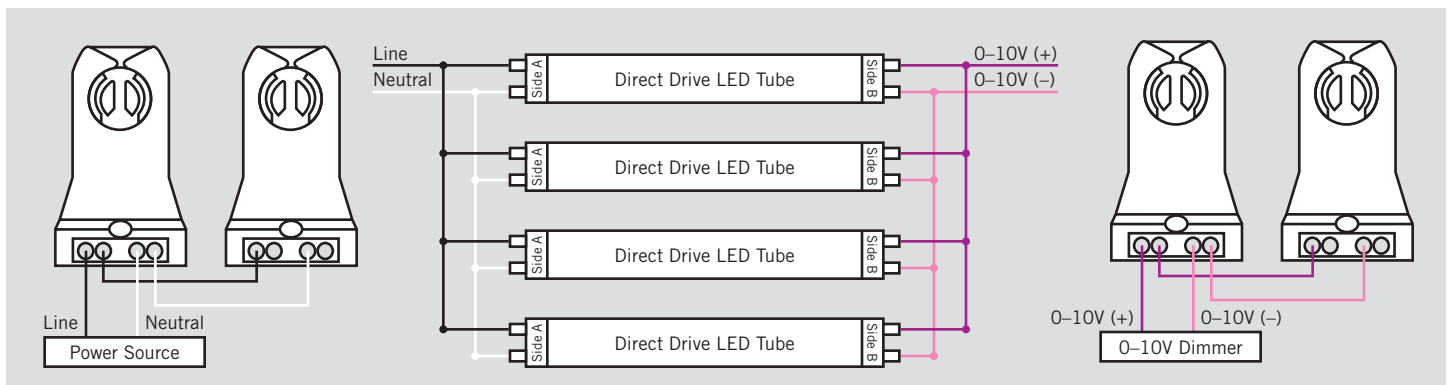 Line
Neutral
Power Source
Line
Neutral
Side A
Direct Drive LED Tube
Side B
0–10V (+)
0–10V (–)
Side A
Direct Drive LED Tube
Side B
Side A
Direct Drive LED Tube
Side B
Side A
Direct Drive LED Tube
Side B
0–10V (+)
0–10V (–)
0–10V Dimmer